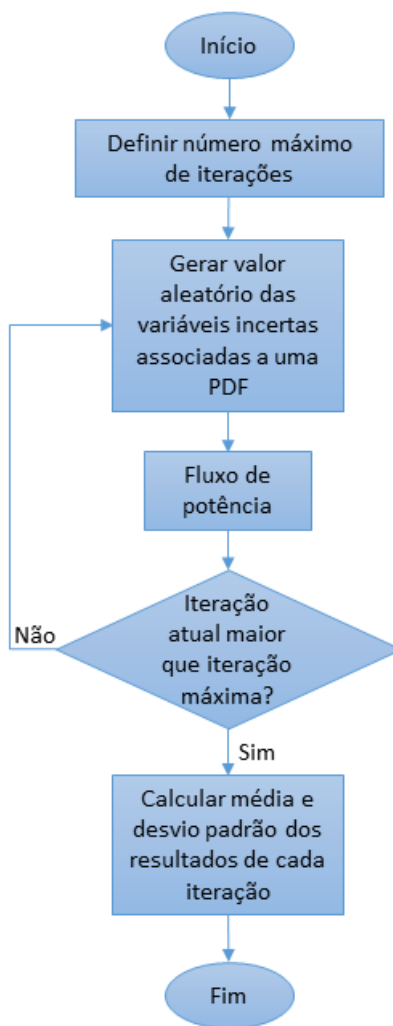 Início
Definir número máximo
de iterações
Gerar valor
aleatório das
variáveis incertas
associadas a uma
PDF
Fluxo de
potência
Iteração
atual maior
que iteração
máxima?
Não
Sim
Calcular média e
desvio padrão dos
resultados de cada
iteração
Fim